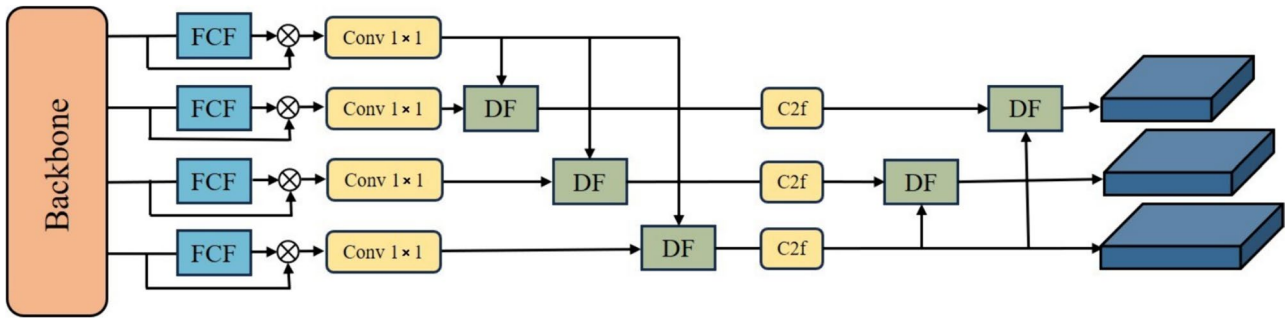 Backbone
FCF
Conv 1 × 1
FCF
Conv 1 × 1
DF
C2f
DF
FCF
Conv 1 × 1
DF
C2f
DF
FCF
Conv 1 × 1
DF
C2f